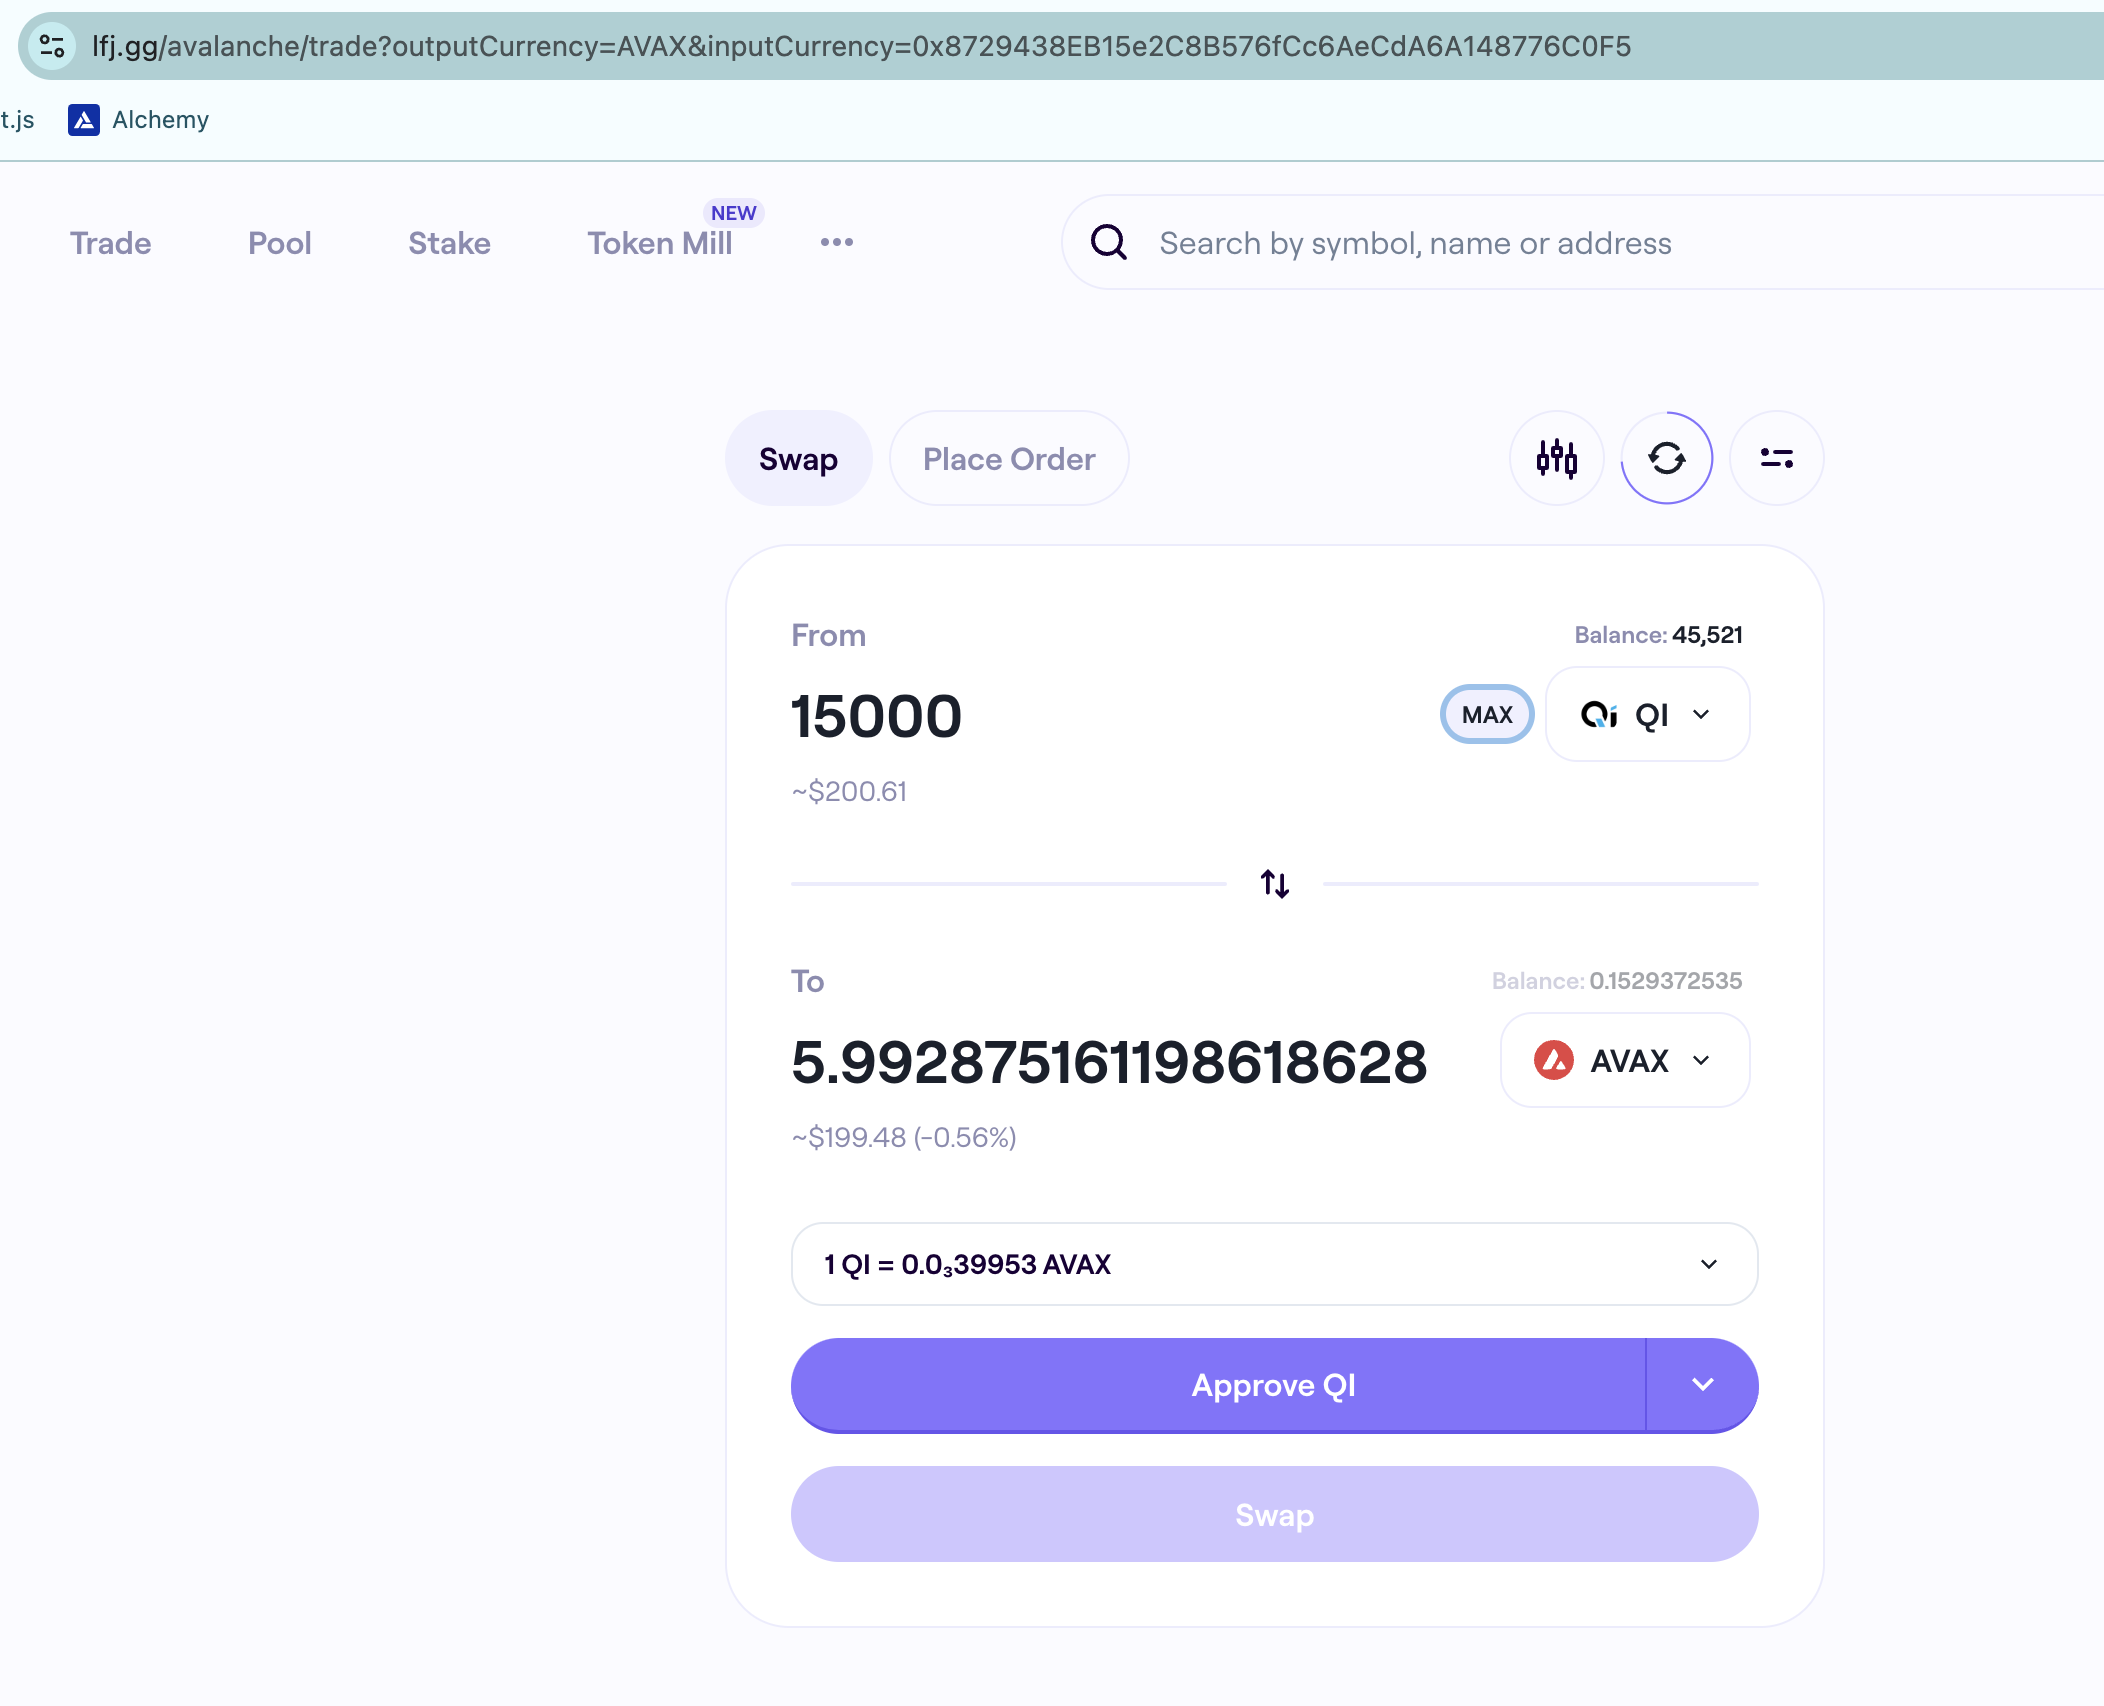 lfj.gg/avalanche/trade?outputCurrency=AVAX&inputCurrency=0x8729438EB15e2C8B576fCc6AeCdA6A148776C0F5
t.js Alchemy
NEW
Trade Pool Stake Token Mill Search by symbol, name or address
Swap Place Order
From Balance: 45,521
15000 MAX Qi QI
~$200.61
To Balance: 0.1529372535
5.992875161198618628 AVAX
~$199.48 (-0.56%)
1 QI = 0.0₃39953 AVAX
Approve QI
Swap